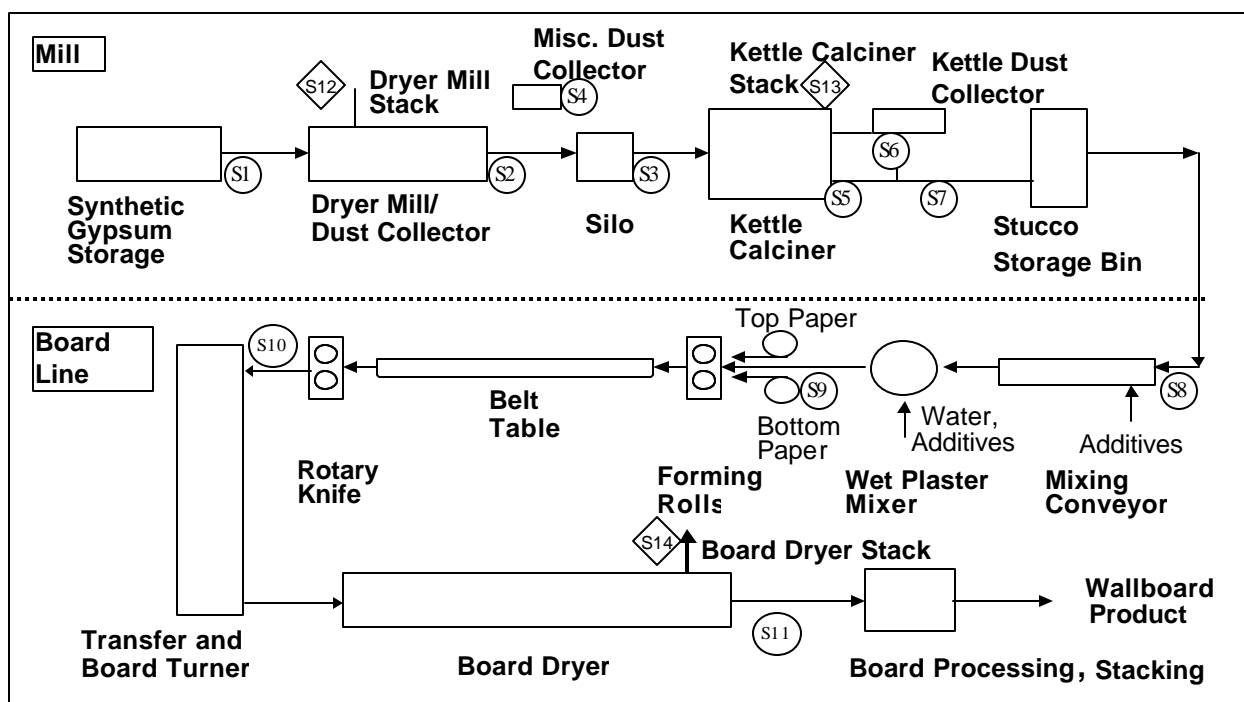 Mill
S12
Dryer Mill
Stack
Misc. Dust
Collector
S4
Kettle Calciner
Stack
S13
Kettle Dust
Collector
S1
S2
S3
S6
S5
S7
Synthetic
Gypsum
Storage
Dryer Mill/
Dust Collector
Silo
Kettle
Calciner
Stucco
Storage Bin
Board
Line
S10
Top Paper
S9
S8
Belt
Table
Bottom
Paper
Water,
Additives
Additives
Rotary
Knife
Forming
Rolls
Wet Plaster
Mixer
Mixing
Conveyor
S14
Board Dryer Stack
Wallboard
Product
S11
Transfer and
Board Turner
Board Dryer
Board Processing, Stacking